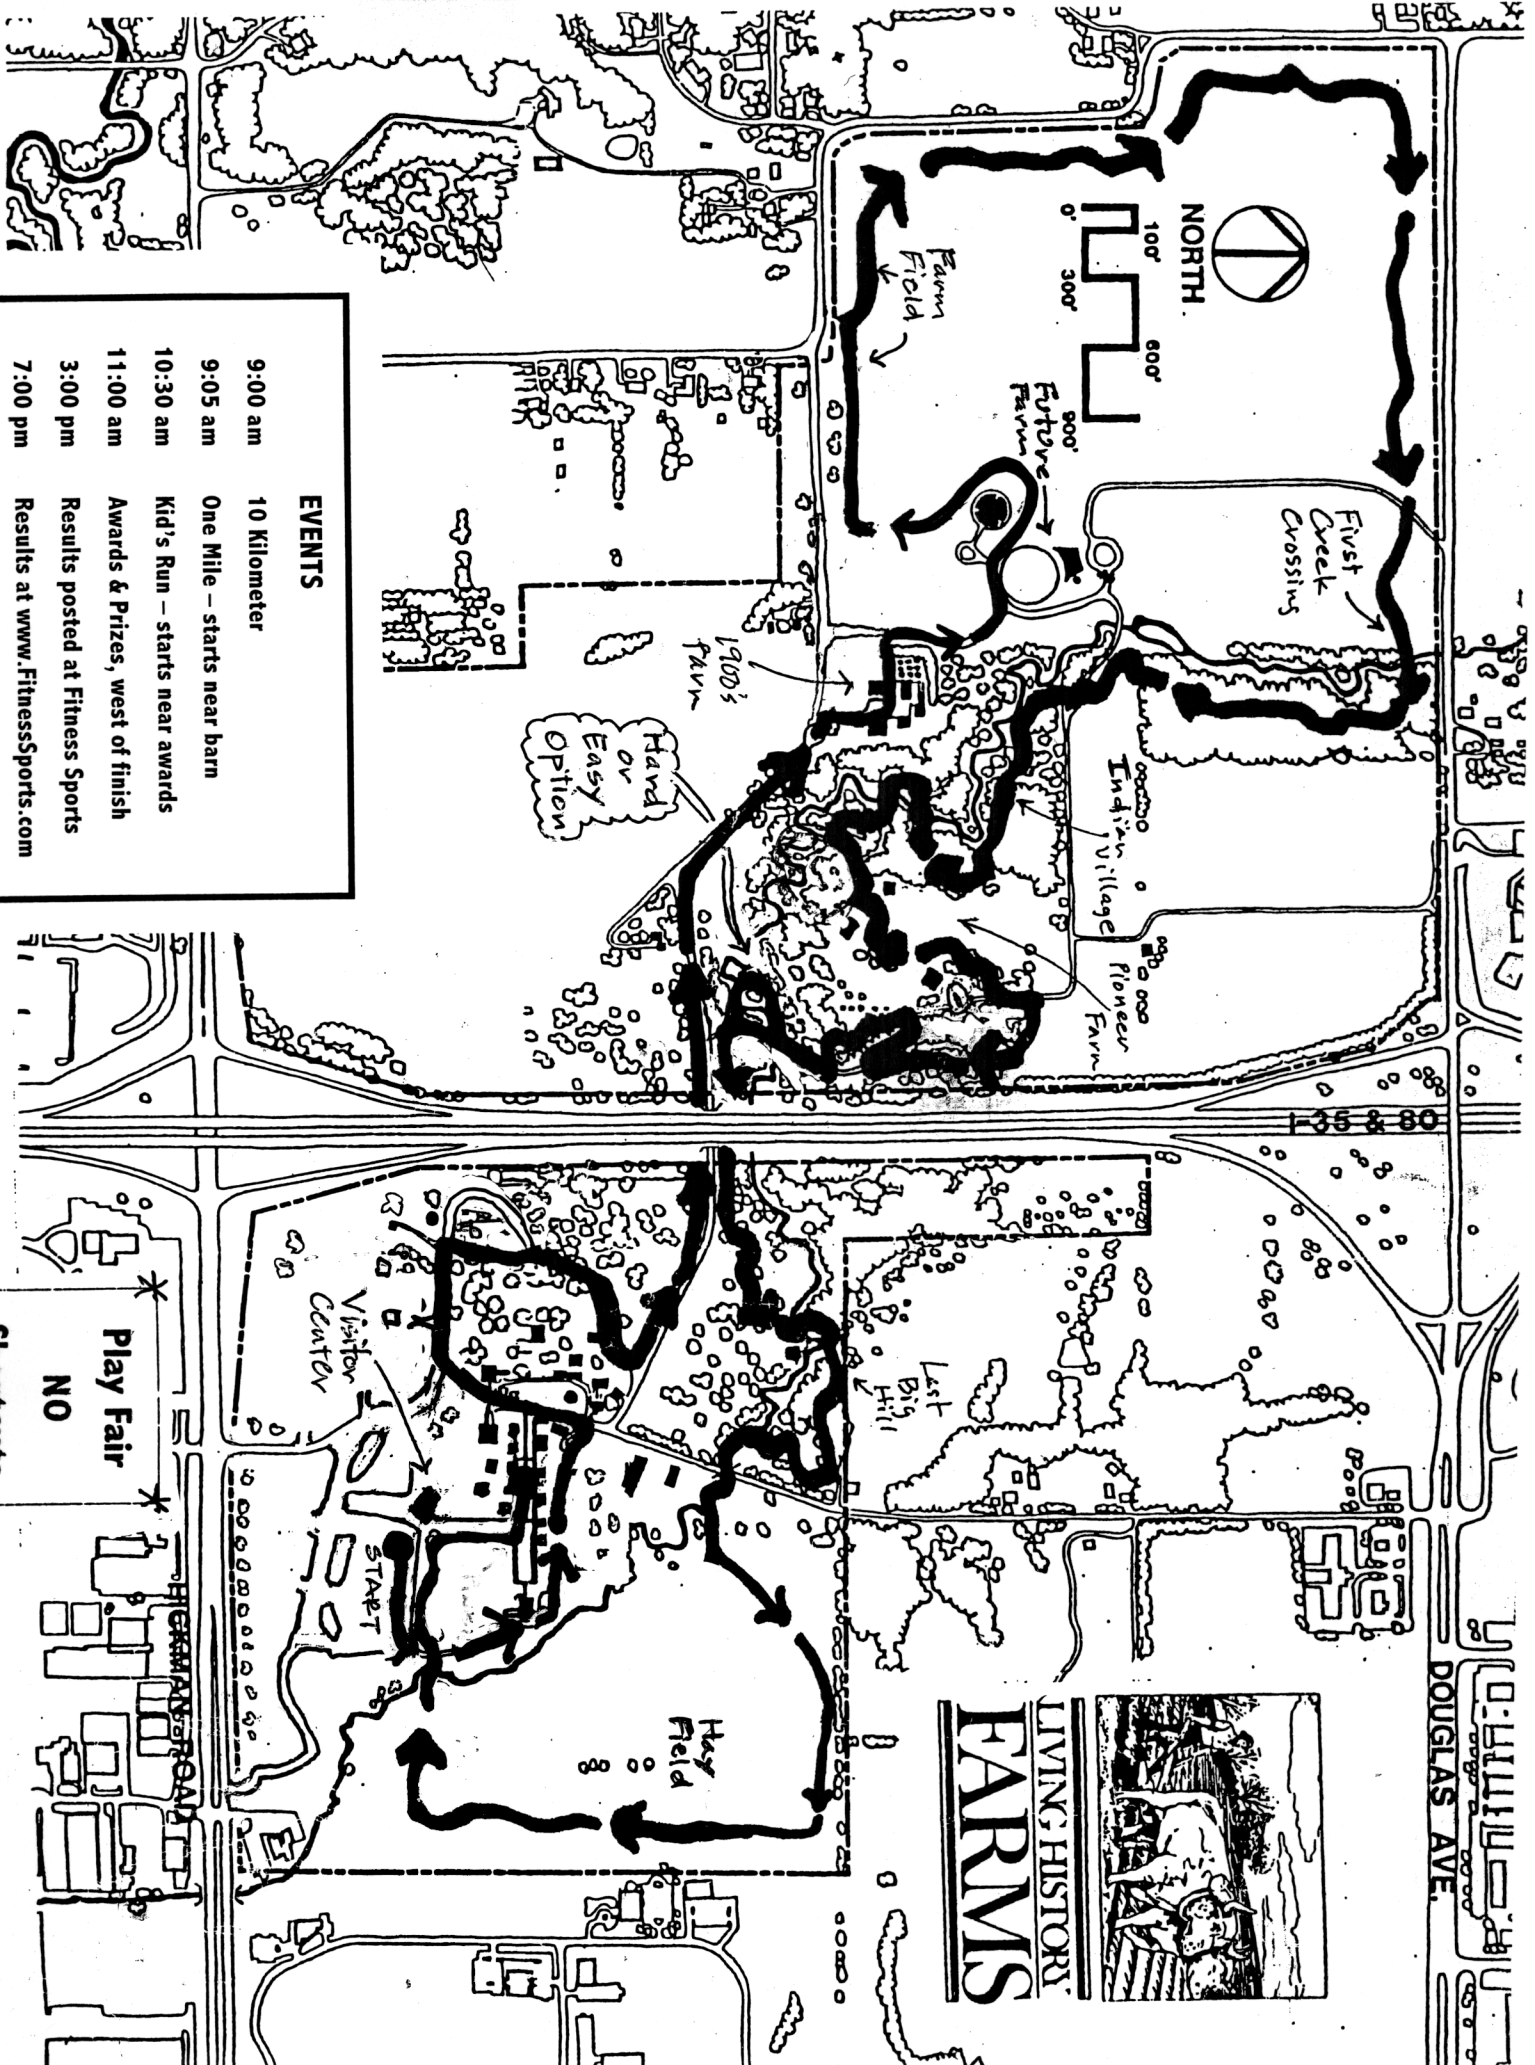 DOUGLAS AVE.
I-35 & 80
NORTH
0' 100' 300' 600' 900'
First
Creek
Crossing
Future
Farm
Farm
Field
Indian Village
Pioneer
Farm
1900's
farm
Hard
or
Easy
Option
Last
Big
Hill
LIVING HISTORY
FARMS
Hay
Field
Visitor
Center
START
HICKMAN ROAD
EVENTS
9:00 am 10 Kilometer
9:05 am One Mile – starts near barn
10:30 am Kid's Run – starts near awards
11:00 am Awards & Prizes, west of finish
3:00 pm Results posted at Fitness Sports
7:00 pm Results at www.FitnessSports.com
Play Fair
NO